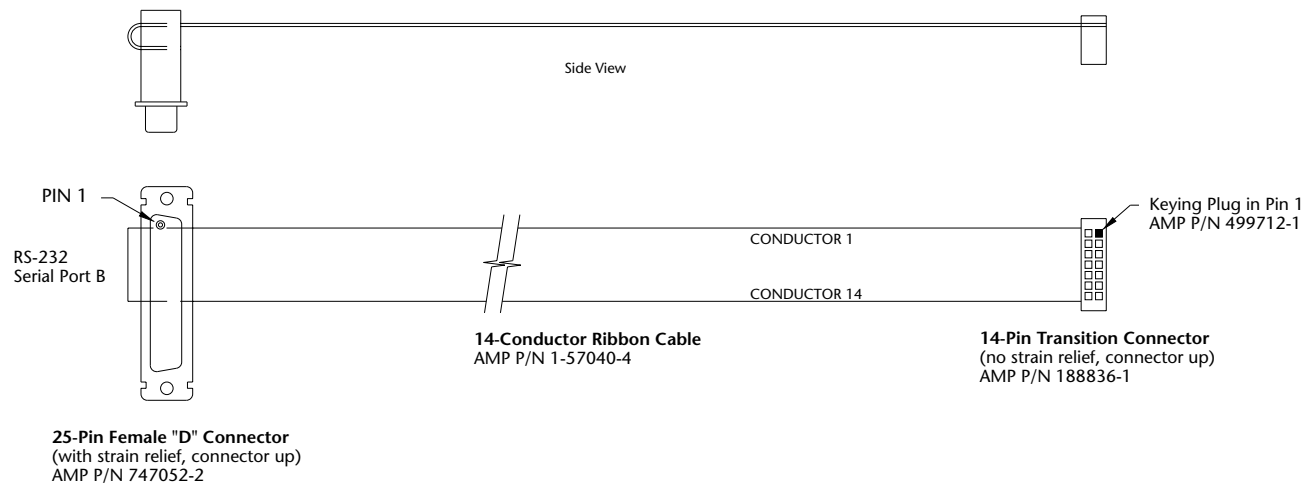 Side View
PIN 1
Keying Plug in Pin 1
AMP P/N 499712-1
RS-232
Serial Port B
CONDUCTOR 1
CONDUCTOR 14
14-Conductor Ribbon Cable
AMP P/N 1-57040-4
14-Pin Transition Connector
(no strain relief, connector up)
AMP P/N 188836-1
25-Pin Female "D" Connector
(with strain relief, connector up)
AMP P/N 747052-2